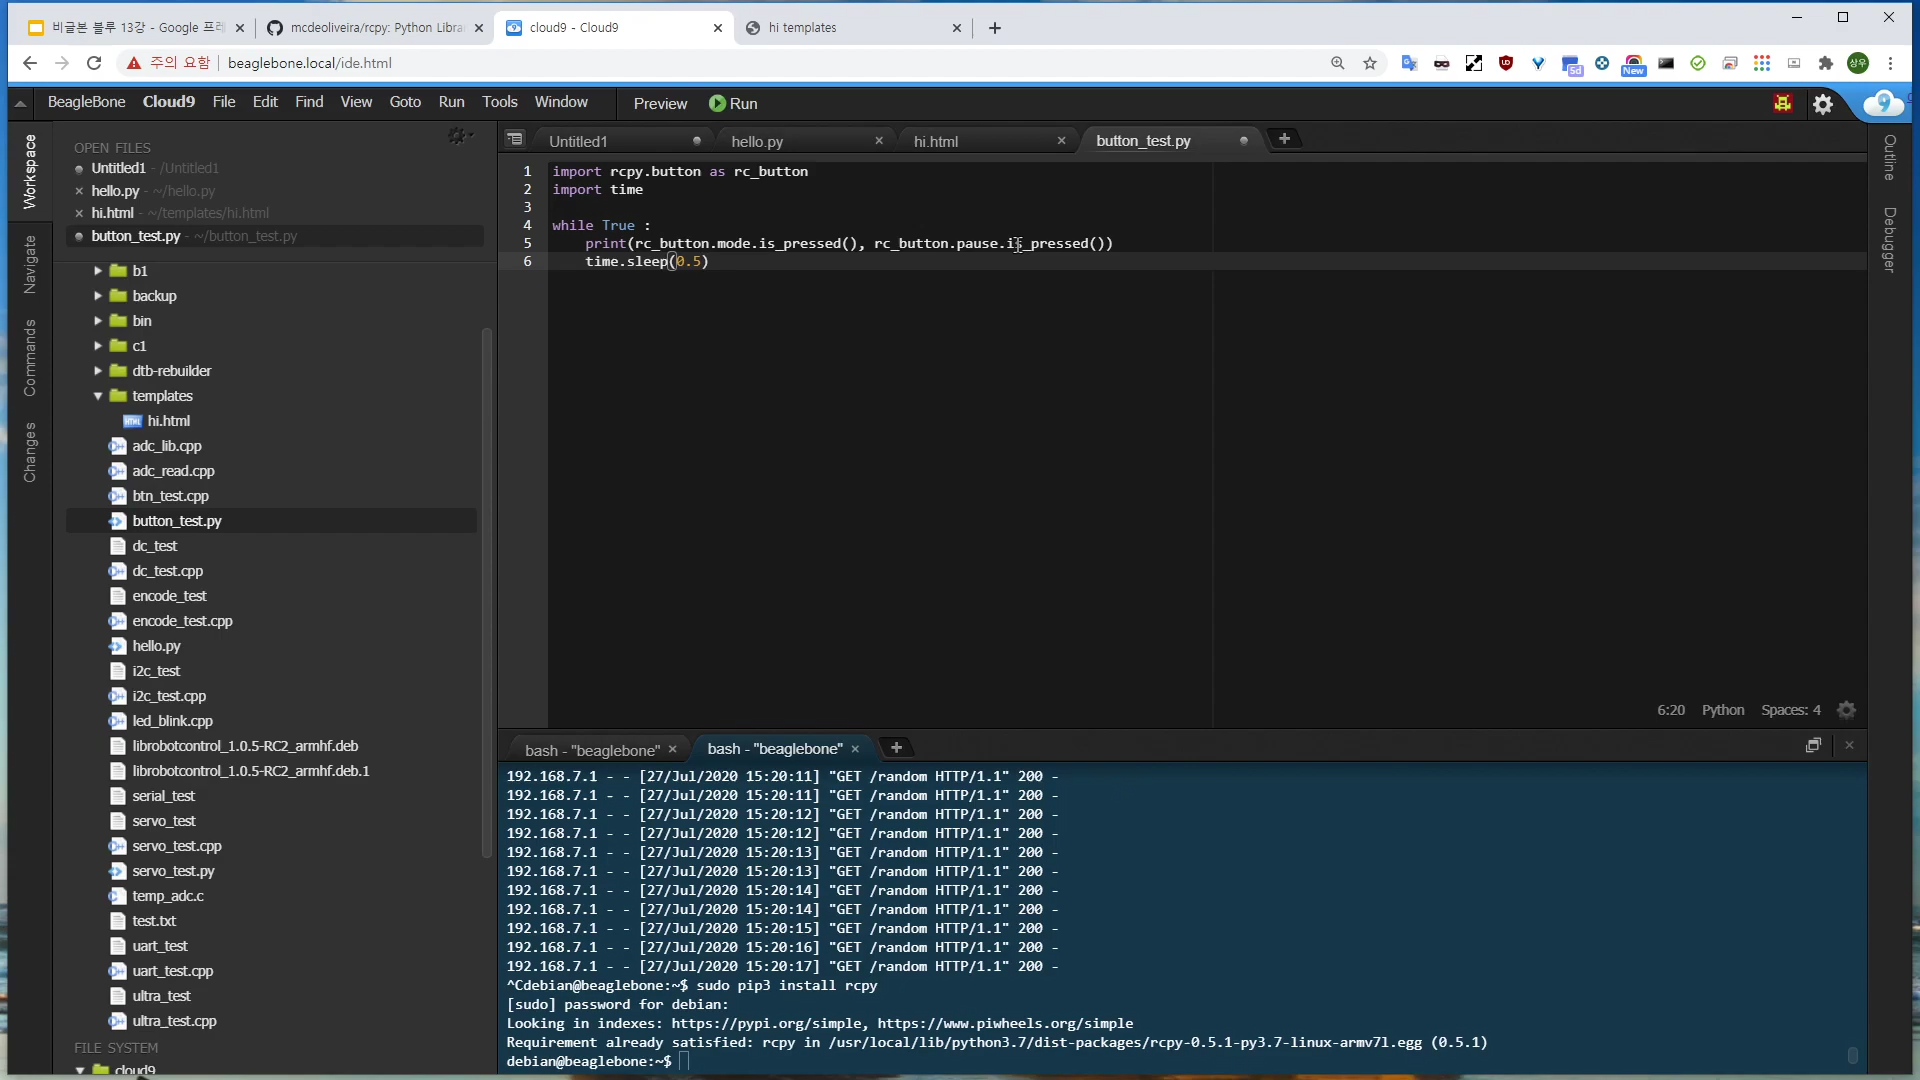 비글본 블루 13강 - Google 프레
mcdeoliveira/rcpy: Python Librar
cloud9 - Cloud9
hi templates
주의 요함
beaglebone.local/ide.html
5d
New
상우
BeagleBone
Cloud9
File
Edit
Find
View
Goto
Run
Tools
Window
Preview
Run
Workspace
Navigate
Commands
Changes
OPEN FILES
Untitled1 - /Untitled1
hello.py - ~/hello.py
hi.html - ~/templates/hi.html
button_test.py - ~/button_test.py
b1
backup
bin
c1
dtb-rebuilder
templates
hi.html
adc_lib.cpp
adc_read.cpp
btn_test.cpp
button_test.py
dc_test
dc_test.cpp
encode_test
encode_test.cpp
hello.py
i2c_test
i2c_test.cpp
led_blink.cpp
librobotcontrol_1.0.5-RC2_armhf.deb
librobotcontrol_1.0.5-RC2_armhf.deb.1
serial_test
servo_test
servo_test.cpp
servo_test.py
temp_adc.c
test.txt
uart_test
uart_test.cpp
ultra_test
ultra_test.cpp
FILE SYSTEM
cloud9
Untitled1
hello.py
hi.html
button_test.py
1 import rcpy.button as rc_button
2 import time
3
4 while True :
5 print(rc_button.mode.is_pressed(), rc_button.pause.is_pressed())
6 time.sleep(0.5)
6:20 Python Spaces: 4
Outline
Debugger
bash - "beaglebone"
bash - "beaglebone"
192.168.7.1 - - [27/Jul/2020 15:20:11] "GET /random HTTP/1.1" 200 -
192.168.7.1 - - [27/Jul/2020 15:20:11] "GET /random HTTP/1.1" 200 -
192.168.7.1 - - [27/Jul/2020 15:20:12] "GET /random HTTP/1.1" 200 -
192.168.7.1 - - [27/Jul/2020 15:20:12] "GET /random HTTP/1.1" 200 -
192.168.7.1 - - [27/Jul/2020 15:20:13] "GET /random HTTP/1.1" 200 -
192.168.7.1 - - [27/Jul/2020 15:20:13] "GET /random HTTP/1.1" 200 -
192.168.7.1 - - [27/Jul/2020 15:20:14] "GET /random HTTP/1.1" 200 -
192.168.7.1 - - [27/Jul/2020 15:20:14] "GET /random HTTP/1.1" 200 -
192.168.7.1 - - [27/Jul/2020 15:20:15] "GET /random HTTP/1.1" 200 -
192.168.7.1 - - [27/Jul/2020 15:20:16] "GET /random HTTP/1.1" 200 -
192.168.7.1 - - [27/Jul/2020 15:20:17] "GET /random HTTP/1.1" 200 -
^Cdebian@beaglebone:~$ sudo pip3 install rcpy
[sudo] password for debian:
Looking in indexes: https://pypi.org/simple, https://www.piwheels.org/simple
Requirement already satisfied: rcpy in /usr/local/lib/python3.7/dist-packages/rcpy-0.5.1-py3.7-linux-armv7l.egg (0.5.1)
debian@beaglebone:~$